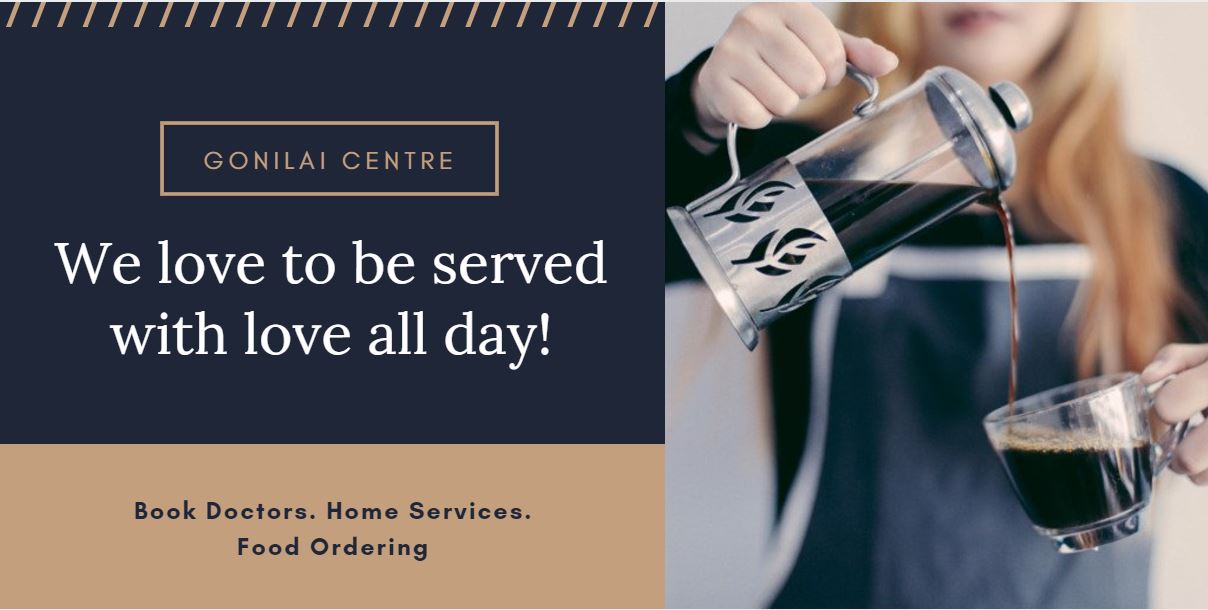 GONILAI CENTRE
We love to be served
with love all day!
Book Doctors. Home Services.
Food Ordering